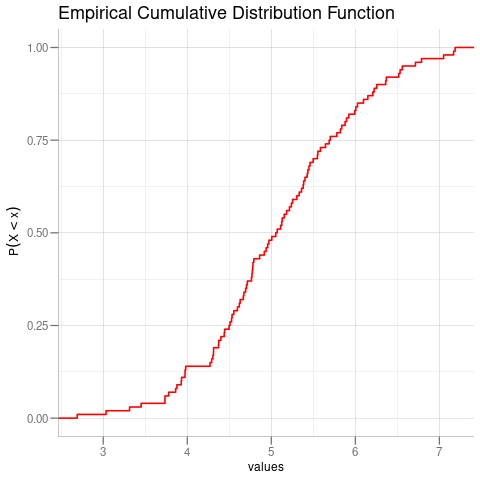 Empirical Cumulative Distribution Function
1.00
0.75
0.50
0.25
0.00
P(X < x)
3 4 5 6 7
values